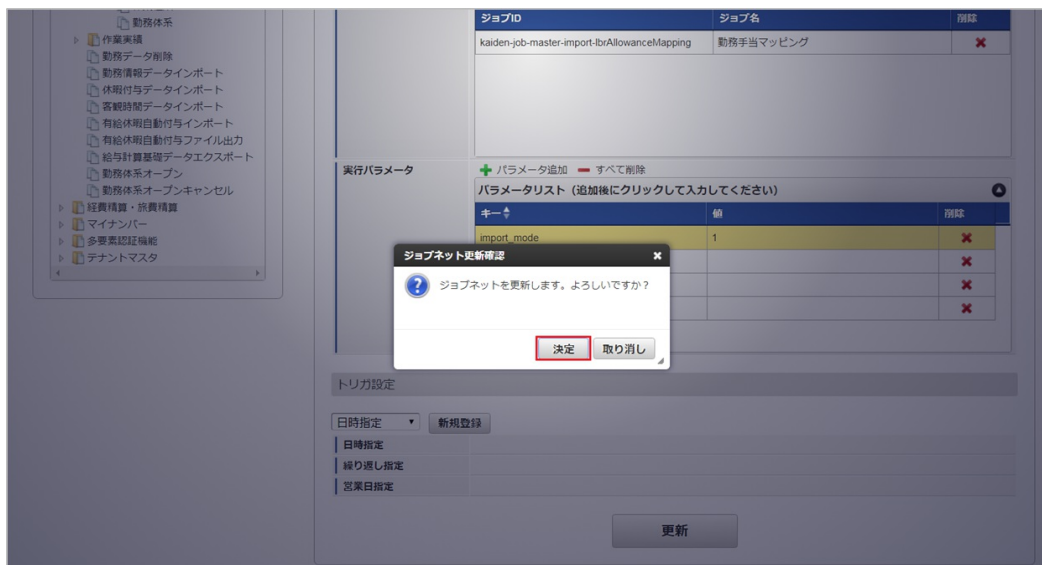 勤務体系
作業実績
勤務データ削除
勤務情報データインポート
休暇付与データインポート
客観時間データインポート
有給休暇自動付与インポート
有給休暇自動付与ファイル出力
給与計算基礎データエクスポート
勤務体系オープン
勤務体系オープンキャンセル
経費精算・旅費精算
マイナンバー
多要素認証機能
テナントマスタ
ジョブID ジョブ名 削除
kaiden-job-master-import-lbrAllowanceMapping 勤務手当マッピング
実行パラメータ
パラメータ追加 すべて削除
パラメータリスト（追加後にクリックして入力してください）
キー 値 削除
import_mode 1
ジョブネット更新確認
ジョブネットを更新します。よろしいですか？
決定 取り消し
トリガ設定
日時指定 新規登録
日時指定
繰り返し指定
営業日指定
更新